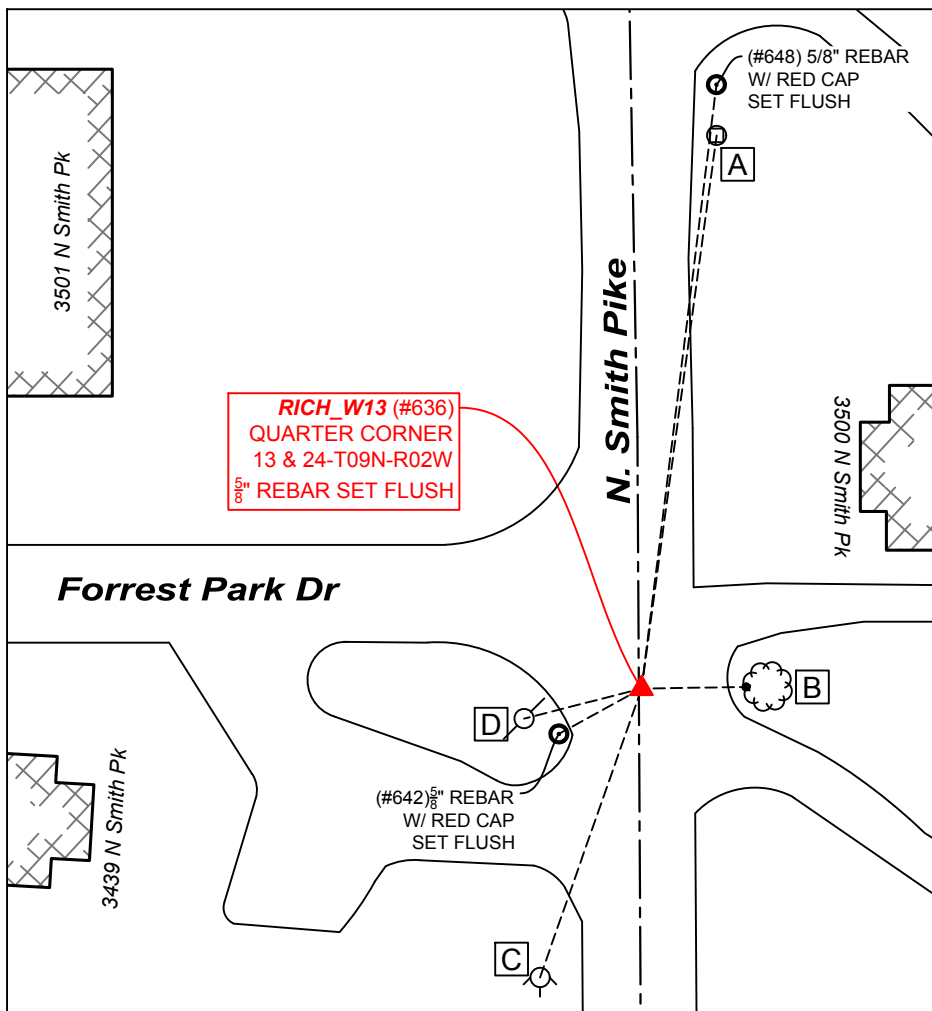 (#648) 5/8" REBAR
W/ RED CAP
SET FLUSH
A
3501 N Smith Pk
N. Smith Pike
RICH_W13 (#636)
QUARTER CORNER
13 & 24-T09N-R02W
5/8" REBAR SET FLUSH
3500 N Smith Pk
Forrest Park Dr
B
D
(#642) 5/8" REBAR
W/ RED CAP
SET FLUSH
3439 N Smith Pk
C